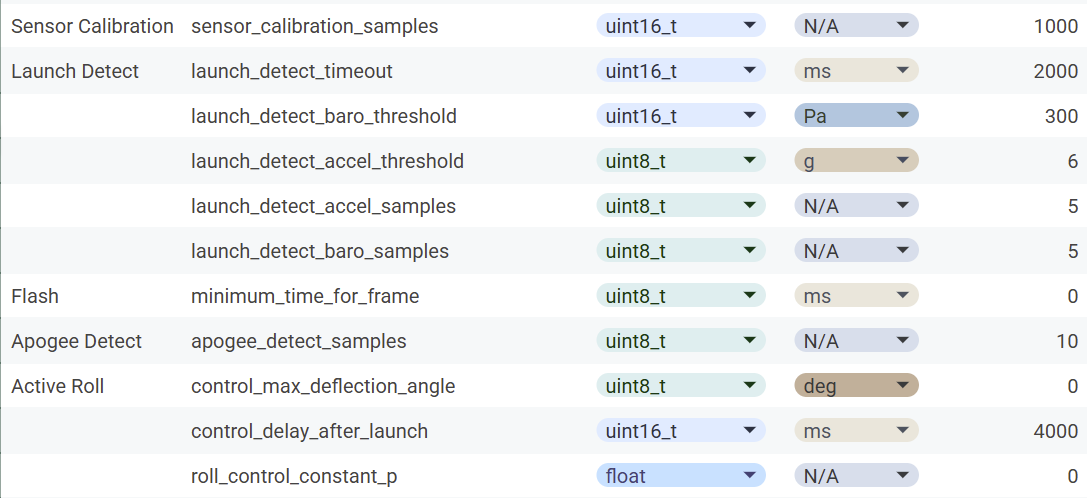 Sensor Calibration sensor_calibration_samples uint16_t N/A 1000
Launch Detect launch_detect_timeout uint16_t ms 2000
launch_detect_baro_threshold uint16_t Pa 300
launch_detect_accel_threshold uint8_t g 6
launch_detect_accel_samples uint8_t N/A 5
launch_detect_baro_samples uint8_t N/A 5
Flash minimum_time_for_frame uint8_t ms 0
Apogee Detect apogee_detect_samples uint8_t N/A 10
Active Roll control_max_deflection_angle uint8_t deg 0
control_delay_after_launch uint16_t ms 4000
roll_control_constant_p float N/A 0